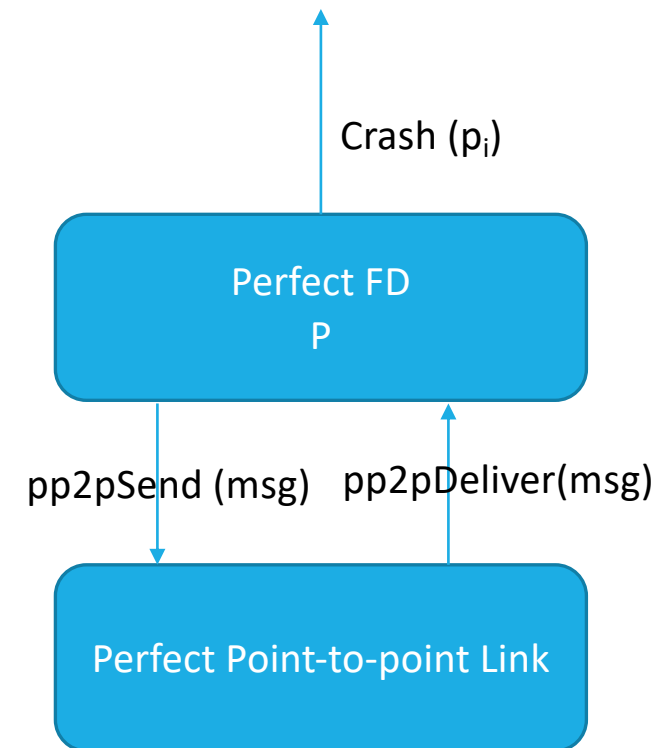 Crash (pᵢ)
Perfect FD
P
pp2pSend (msg)
pp2pDeliver(msg)
Perfect Point-to-point Link